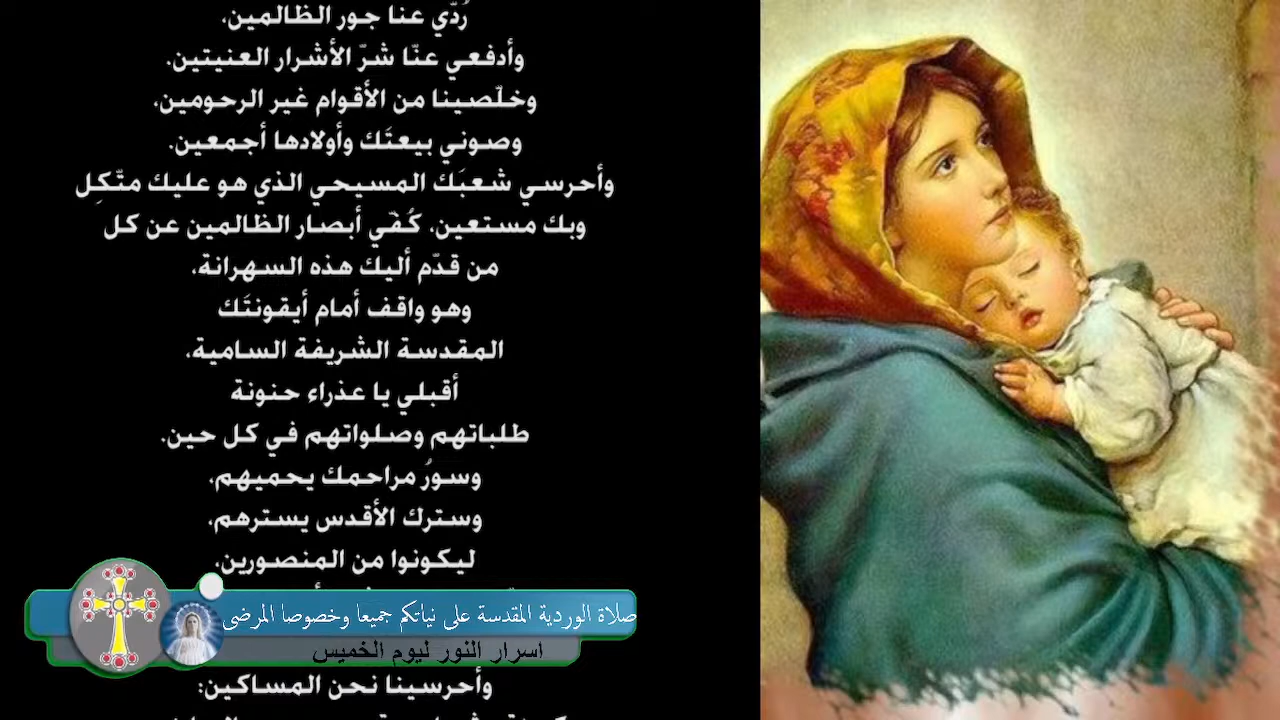 رُدّي عنا جور الظالمين،
وأدفعي عنّا شرّ الأشرار العنيتين.
وخلّصينا من الأقوام غير الرحومين.
وصوني بيعتَك وأولادها أجمعين.
وأحرسي شعبَك المسيحي الذي هو عليك متّكِل
وبك مستعين. كُفّي أبصار الظالمين عن كل
من قدّم أليك هذه السهرانة.
وهو واقف أمام أيقونتَك
المقدسة الشريفة السامية.
أقبلي يا عذراء حنونة
طلباتهم وصلواتهم في كل حين.
وسورُ مراحمك يحميهم.
وسترك الأقدس يسترهم.
ليكونوا من المنصورين.
صلاة الوردية المقدسة على نياتكم جميعا وخصوصا المرضى
اسرار النور ليوم الخميس
وأحرسينا نحن المساكين: